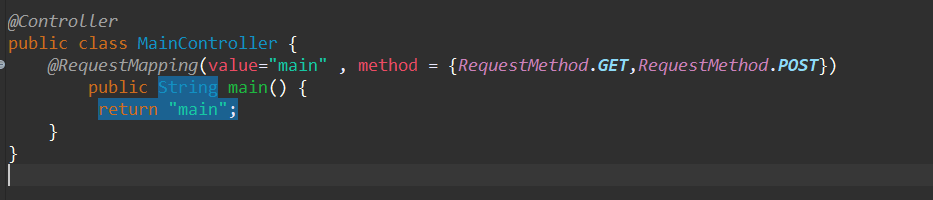 @Controller
public class MainController {
    @RequestMapping(value="main" , method = {RequestMethod.GET,RequestMethod.POST})
        public String main() {
         return "main";
    }
}